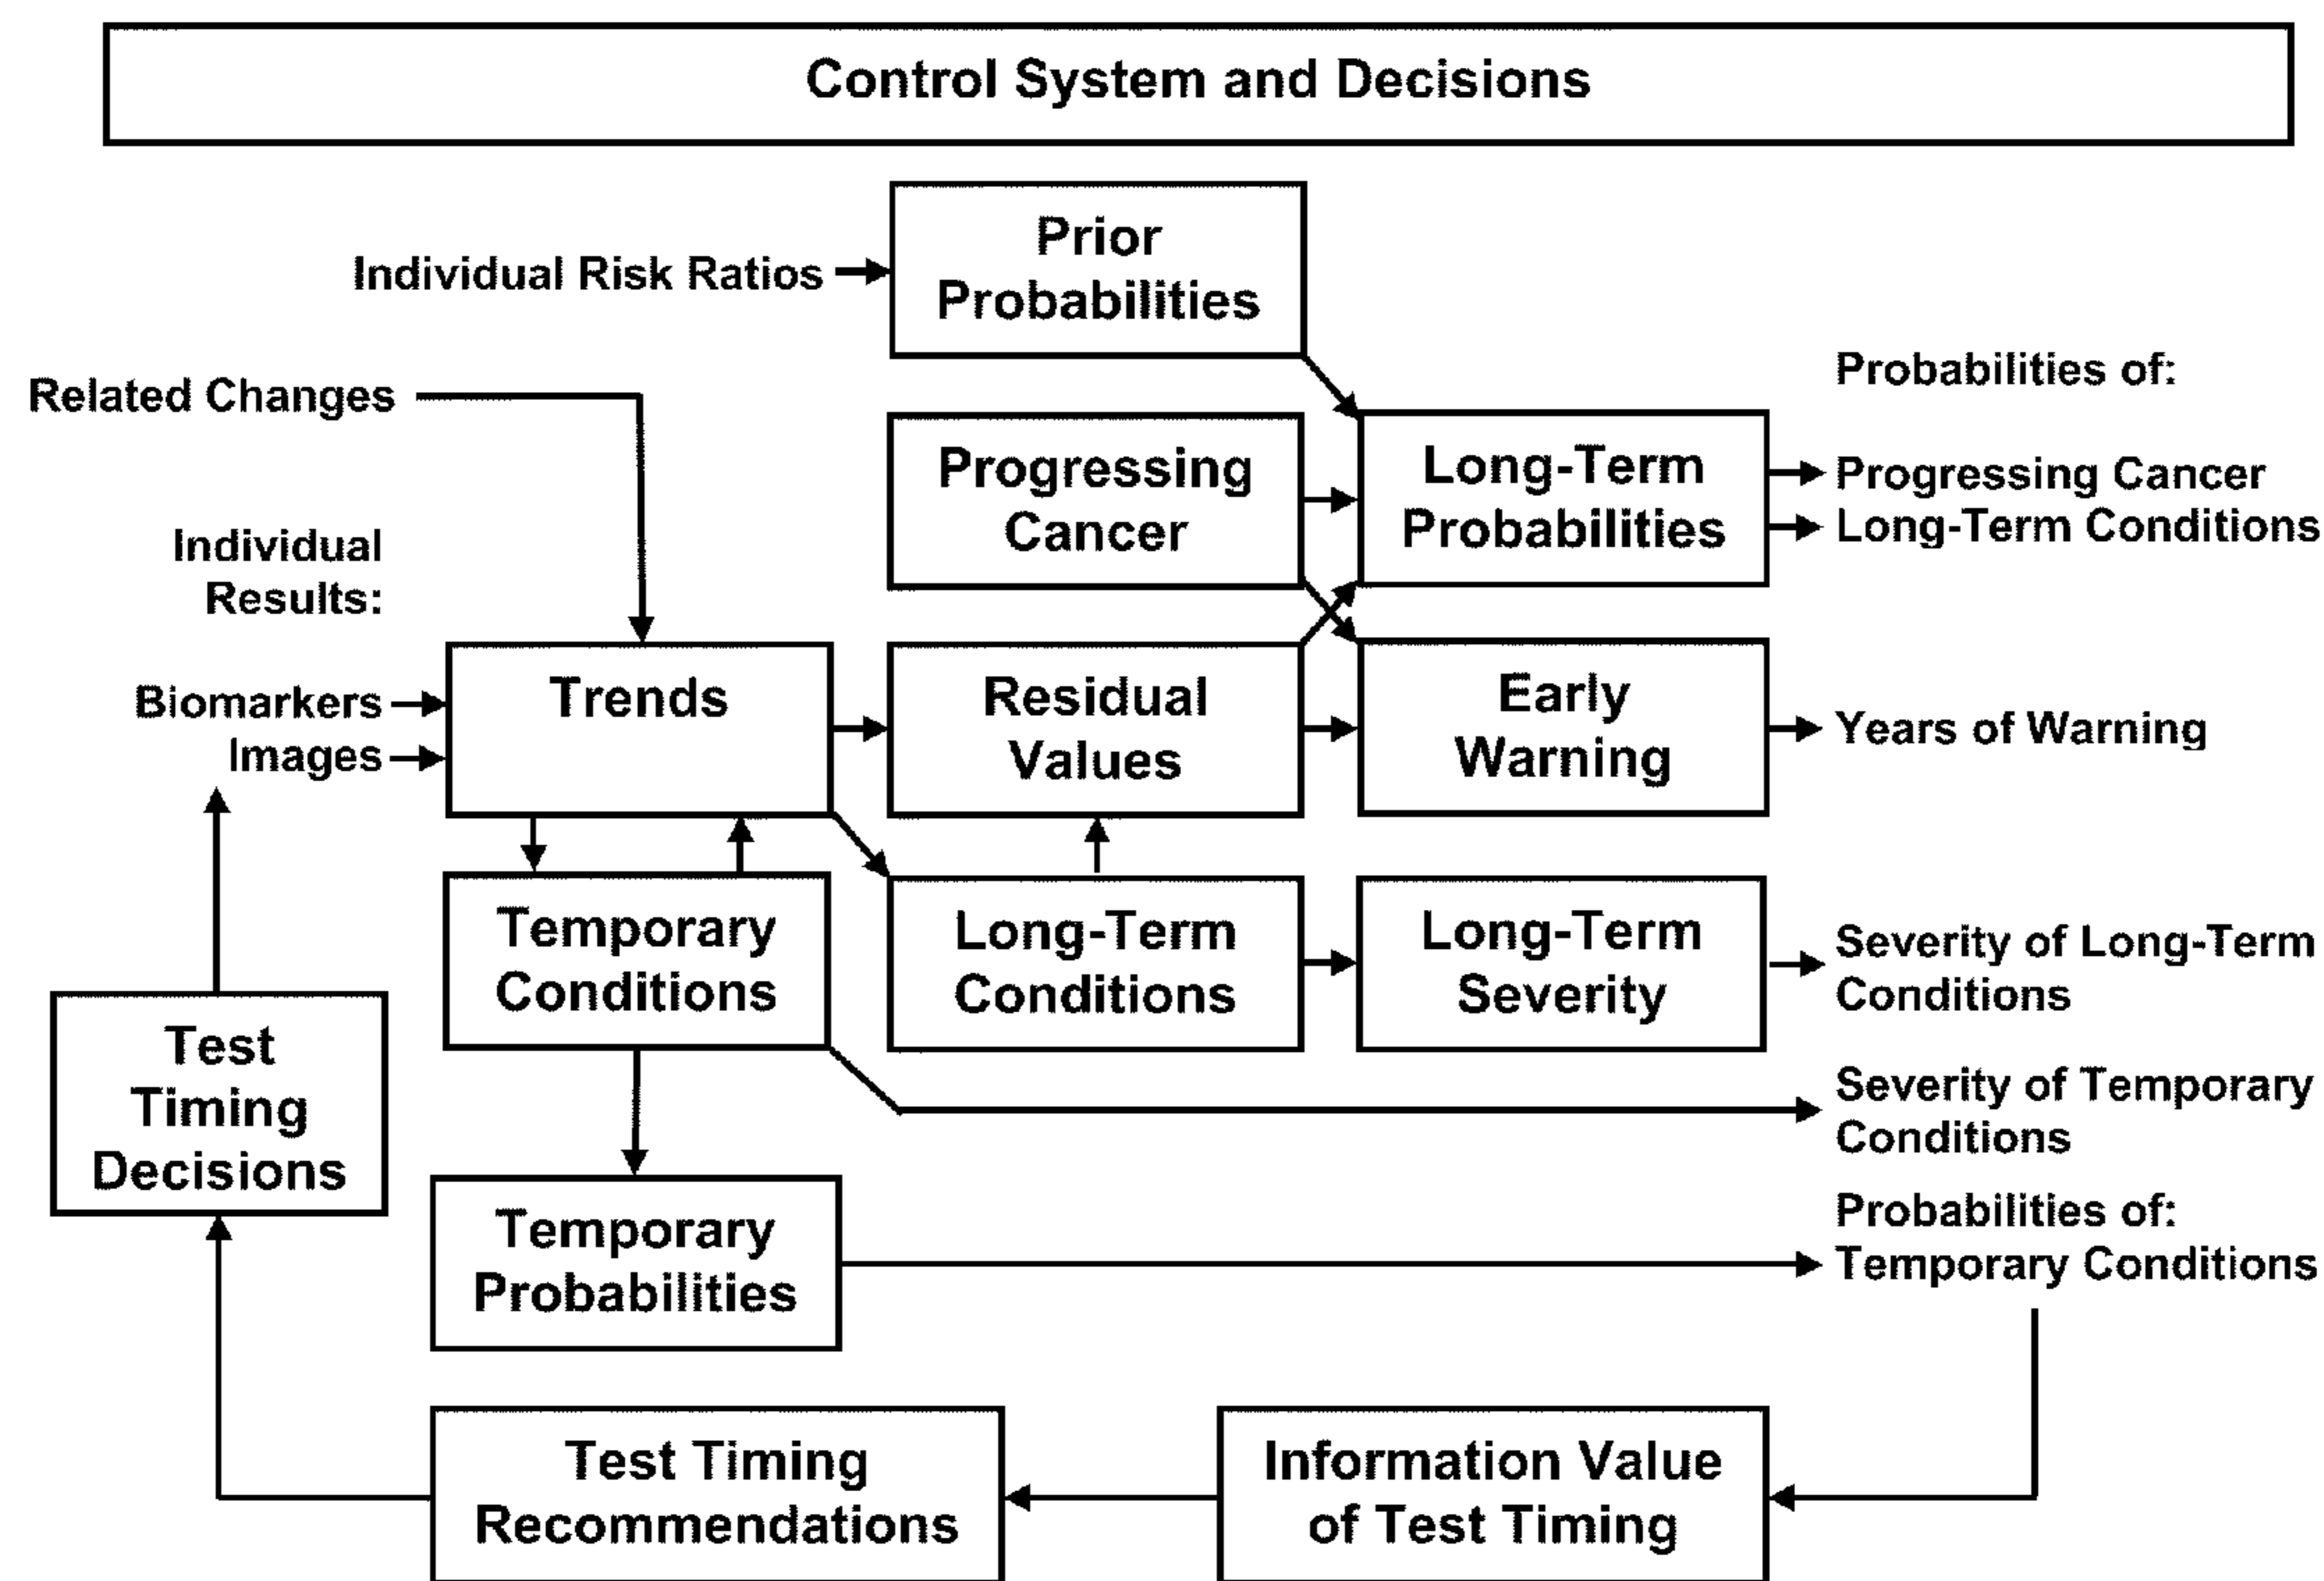 Control System and Decisions
Prior
Probabilities
Individual Risk Ratios
Related Changes
Probabilities of:
Progressing
Cancer
Long-Term
Probabilities
Progressing Cancer
Long-Term Conditions
Individual
Results:
Biomarkers
Images
Trends
Residual
Values
Early
Warning
Years of Warning
Temporary
Conditions
Long-Term
Conditions
Long-Term
Severity
Severity of Long-Term
Conditions
Test
Timing
Decisions
Severity of Temporary
Conditions
Temporary
Probabilities
Probabilities of:
Temporary Conditions
Test Timing
Recommendations
Information Value
of Test Timing